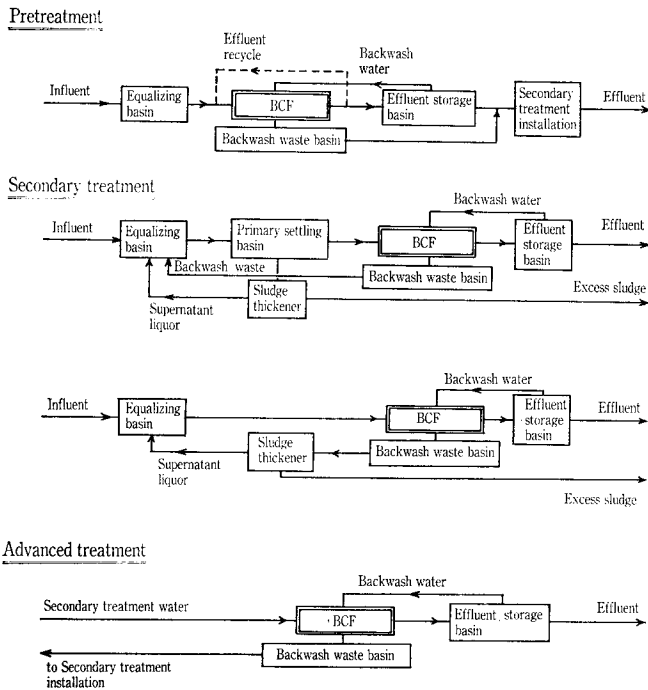 Pretreatment
Effluent
recycle
Backwash
water
Influent
Equalizing
basin
BCF
Effluent storage
basin
Secondary
treatment
installation
Effluent
Backwash waste basin
Secondary treatment
Backwash water
Influent
Equalizing
basin
Primary settling
basin
BCF
Effluent
storage
basin
Effluent
Backwash waste
Backwash waste basin
Sludge
thickener
Excess sludge
Supernatant
liquor
Backwash water
Influent
Equalizing
basin
BCF
Effluent
storage
basin
Effluent
Sludge
thickener
Backwash waste basin
Supernatant
liquor
Excess sludge
Advanced treatment
Backwash water
Secondary treatment water
BCF
Effluent storage
basin
Effluent
Backwash waste basin
to Secondary treatment
installation